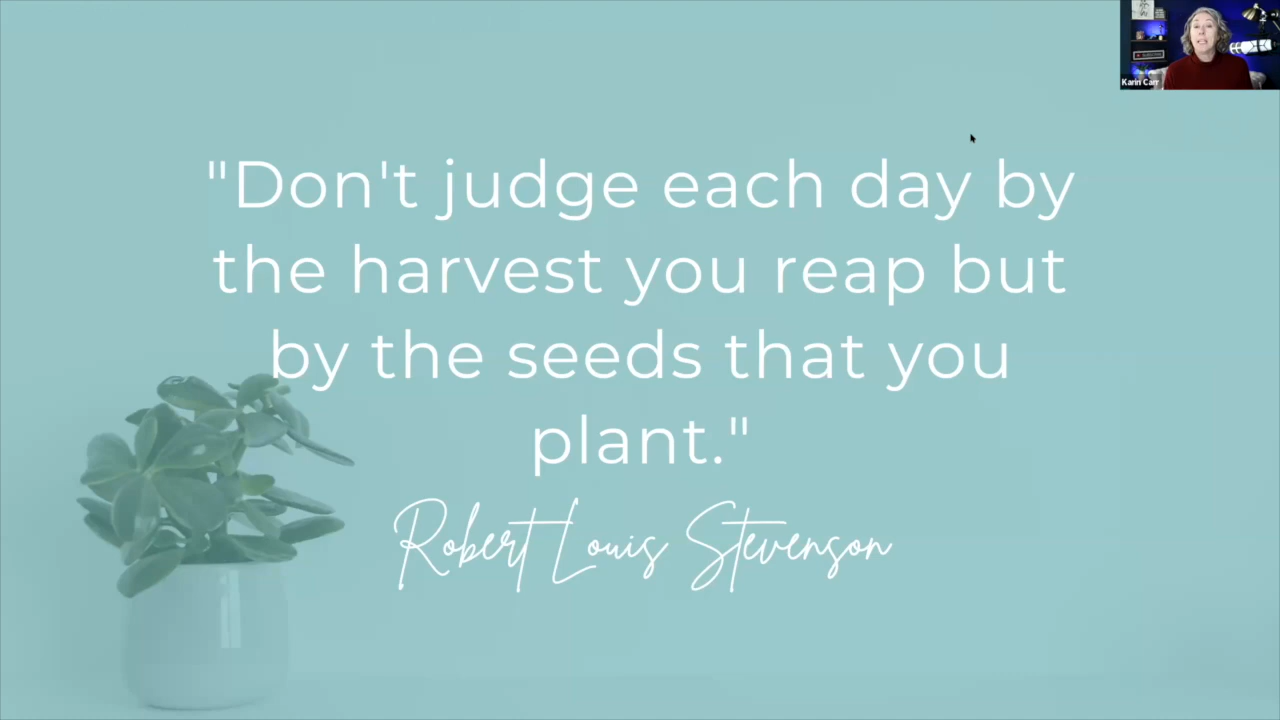 "Don't judge each day by
the harvest you reap but
by the seeds that you
plant."
Robert Louis Stevenson
Karin Carr